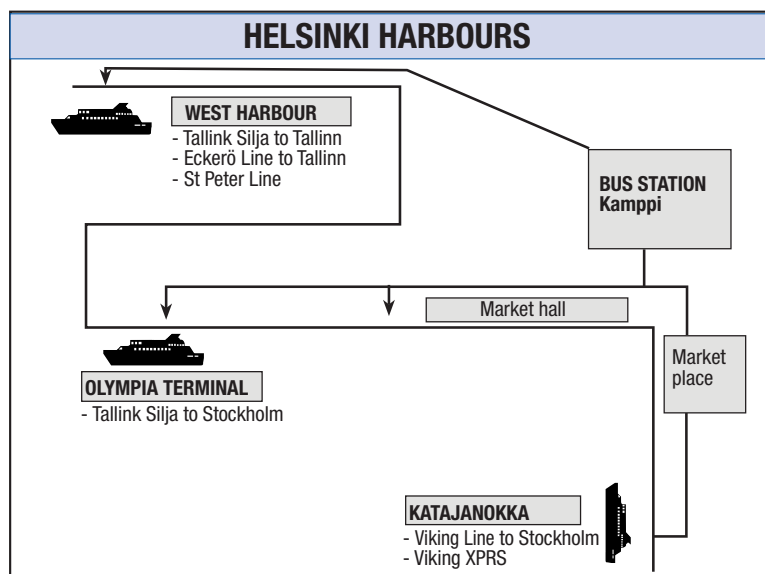 HELSINKI HARBOURS
WEST HARBOUR
- Tallink Silja to Tallinn
- Eckerö Line to Tallinn
- St Peter Line
BUS STATION
Kamppi
Market hall
Market
place
OLYMPIA TERMINAL
- Tallink Silja to Stockholm
KATAJANOKKA
- Viking Line to Stockholm
- Viking XPRS